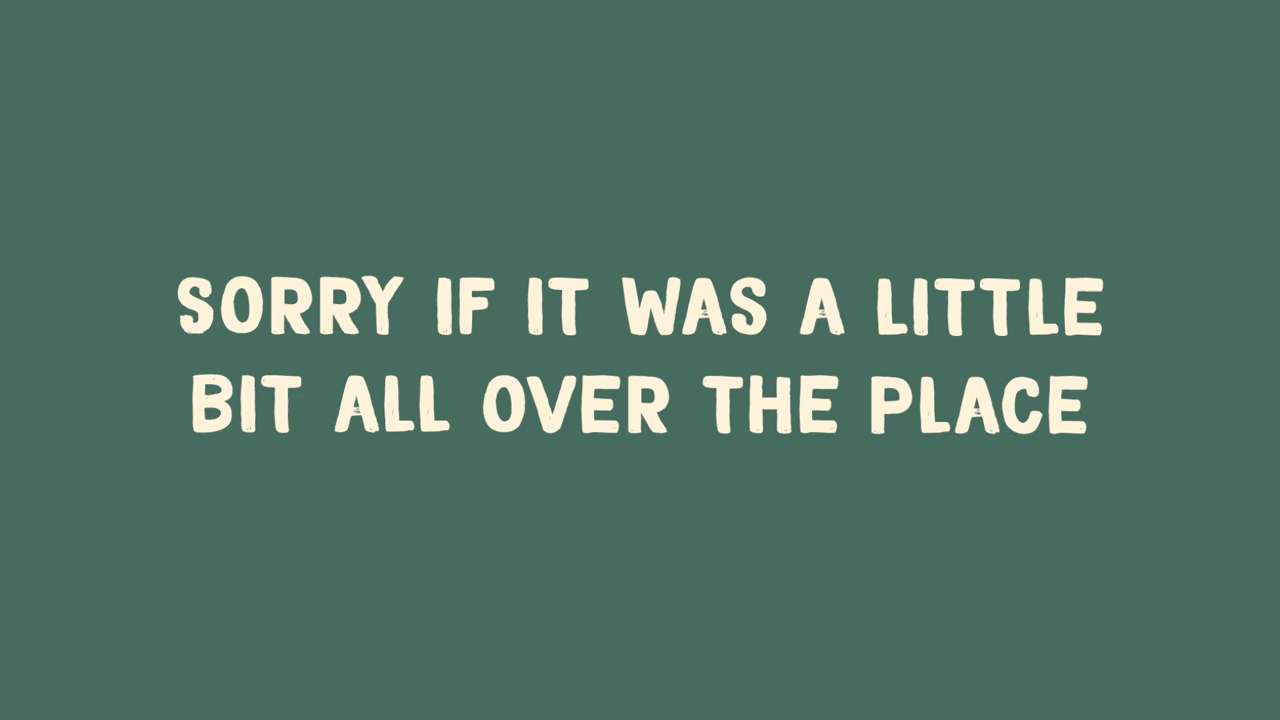 SORRY IF IT WAS A LITTLE
BIT ALL OVER THE PLACE